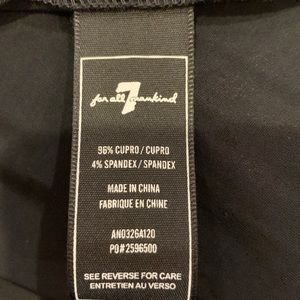 7
for all mankind
96% CUPRO / CUPRO
4% SPANDEX / SPANDEX
MADE IN CHINA
FABRIQUE EN CHINE
AN032GA120
PO#2596500
SEE REVERSE FOR CARE
ENTRETIEN AU VERSO